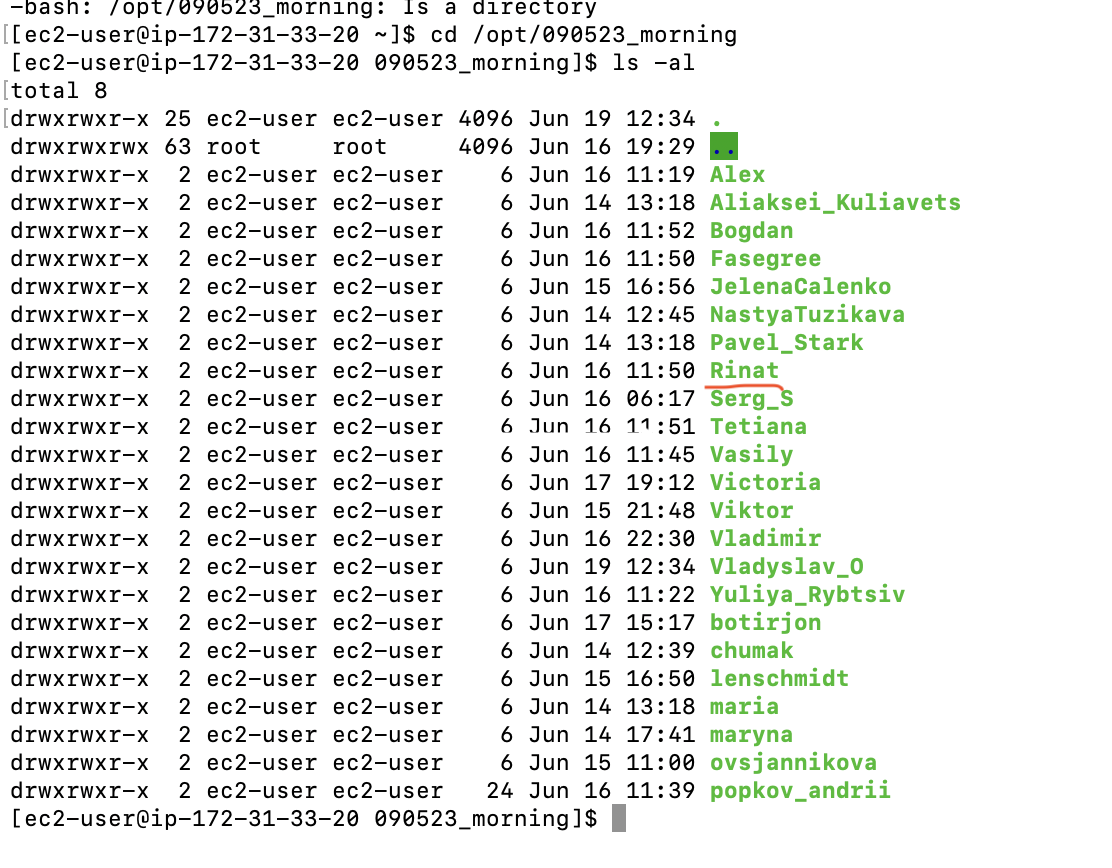 -bash: /opt/090523_morning: Is a directory
[[ec2-user@ip-172-31-33-20 ~]$ cd /opt/090523_morning
[ec2-user@ip-172-31-33-20 090523_morning]$ ls -al
[total 8
[drwxrwxr-x 25 ec2-user ec2-user 4096 Jun 19 12:34 .
drwxrwxrwx 63 root     root     4096 Jun 16 19:29 ..
drwxrwxr-x  2 ec2-user ec2-user    6 Jun 16 11:19 Alex
drwxrwxr-x  2 ec2-user ec2-user    6 Jun 14 13:18 Aliaksei_Kuliavets
drwxrwxr-x  2 ec2-user ec2-user    6 Jun 16 11:52 Bogdan
drwxrwxr-x  2 ec2-user ec2-user    6 Jun 16 11:50 Fasegree
drwxrwxr-x  2 ec2-user ec2-user    6 Jun 15 16:56 JelenaCalenko
drwxrwxr-x  2 ec2-user ec2-user    6 Jun 14 12:45 NastyaTuzikava
drwxrwxr-x  2 ec2-user ec2-user    6 Jun 14 13:18 Pavel_Stark
drwxrwxr-x  2 ec2-user ec2-user    6 Jun 16 11:50 Rinat
drwxrwxr-x  2 ec2-user ec2-user    6 Jun 16 06:17 Serg_S
drwxrwxr-x  2 ec2-user ec2-user    6 Jun 16 11:51 Tetiana
drwxrwxr-x  2 ec2-user ec2-user    6 Jun 16 11:45 Vasily
drwxrwxr-x  2 ec2-user ec2-user    6 Jun 17 19:12 Victoria
drwxrwxr-x  2 ec2-user ec2-user    6 Jun 15 21:48 Viktor
drwxrwxr-x  2 ec2-user ec2-user    6 Jun 16 22:30 Vladimir
drwxrwxr-x  2 ec2-user ec2-user    6 Jun 19 12:34 Vladyslav_O
drwxrwxr-x  2 ec2-user ec2-user    6 Jun 16 11:22 Yuliya_Rybtsiv
drwxrwxr-x  2 ec2-user ec2-user    6 Jun 17 15:17 botirjon
drwxrwxr-x  2 ec2-user ec2-user    6 Jun 14 12:39 chumak
drwxrwxr-x  2 ec2-user ec2-user    6 Jun 15 16:50 lenschmidt
drwxrwxr-x  2 ec2-user ec2-user    6 Jun 14 13:18 maria
drwxrwxr-x  2 ec2-user ec2-user    6 Jun 14 17:41 maryna
drwxrwxr-x  2 ec2-user ec2-user    6 Jun 15 11:00 ovsjannikova
drwxrwxr-x  2 ec2-user ec2-user   24 Jun 16 11:39 popkov_andrii
[ec2-user@ip-172-31-33-20 090523_morning]$